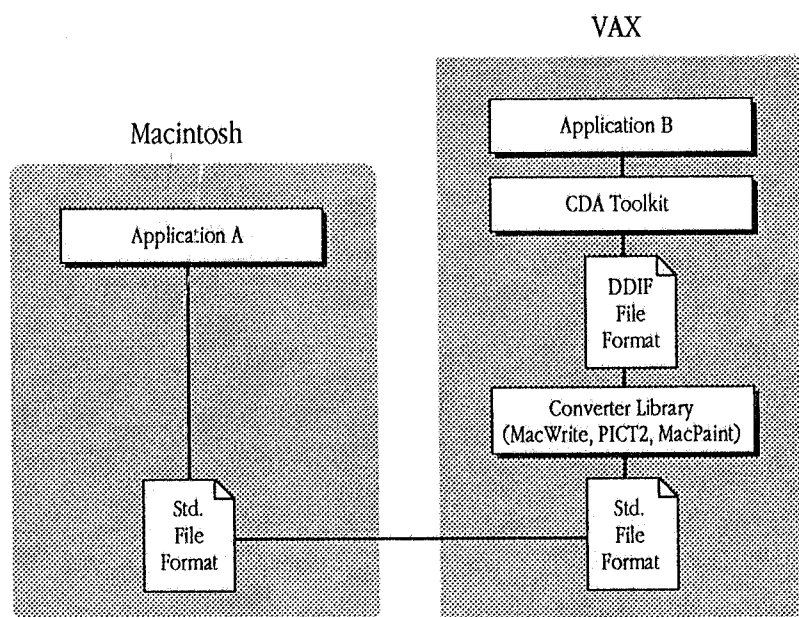 VAX
Macintosh
Application A
Std.
File
Format
Application B
CDA Toolkit
DDIF
File
Format
Converter Library
(MacWrite, PICT2, MacPaint)
Std.
File
Format